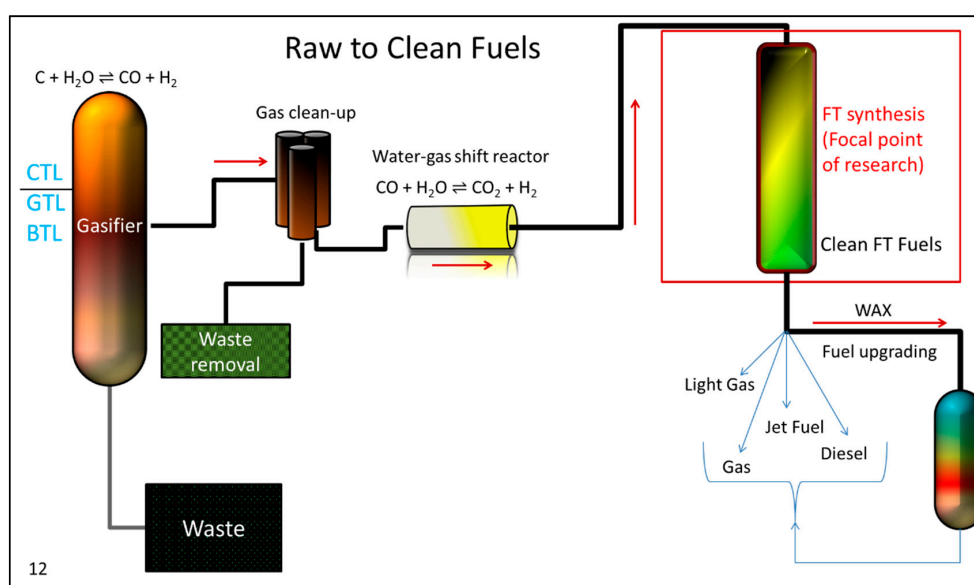 Raw to Clean Fuels
C + H₂O ⇌ CO + H₂
CTL
GTL
BTL
Gasifier
Gas clean-up
Water-gas shift reactor
CO + H₂O ⇌ CO₂ + H₂
Waste
removal
Waste
FT synthesis
(Focal point
of research)
Clean FT Fuels
WAX
Fuel upgrading
Light Gas
Jet Fuel
Gas
Diesel
12